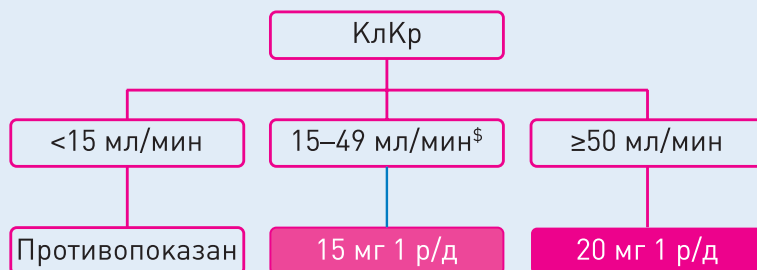 КлКр
<15 мл/мин
15–49 мл/мин$
≥50 мл/мин
Противопоказан
15 мг 1 р/д
20 мг 1 р/д